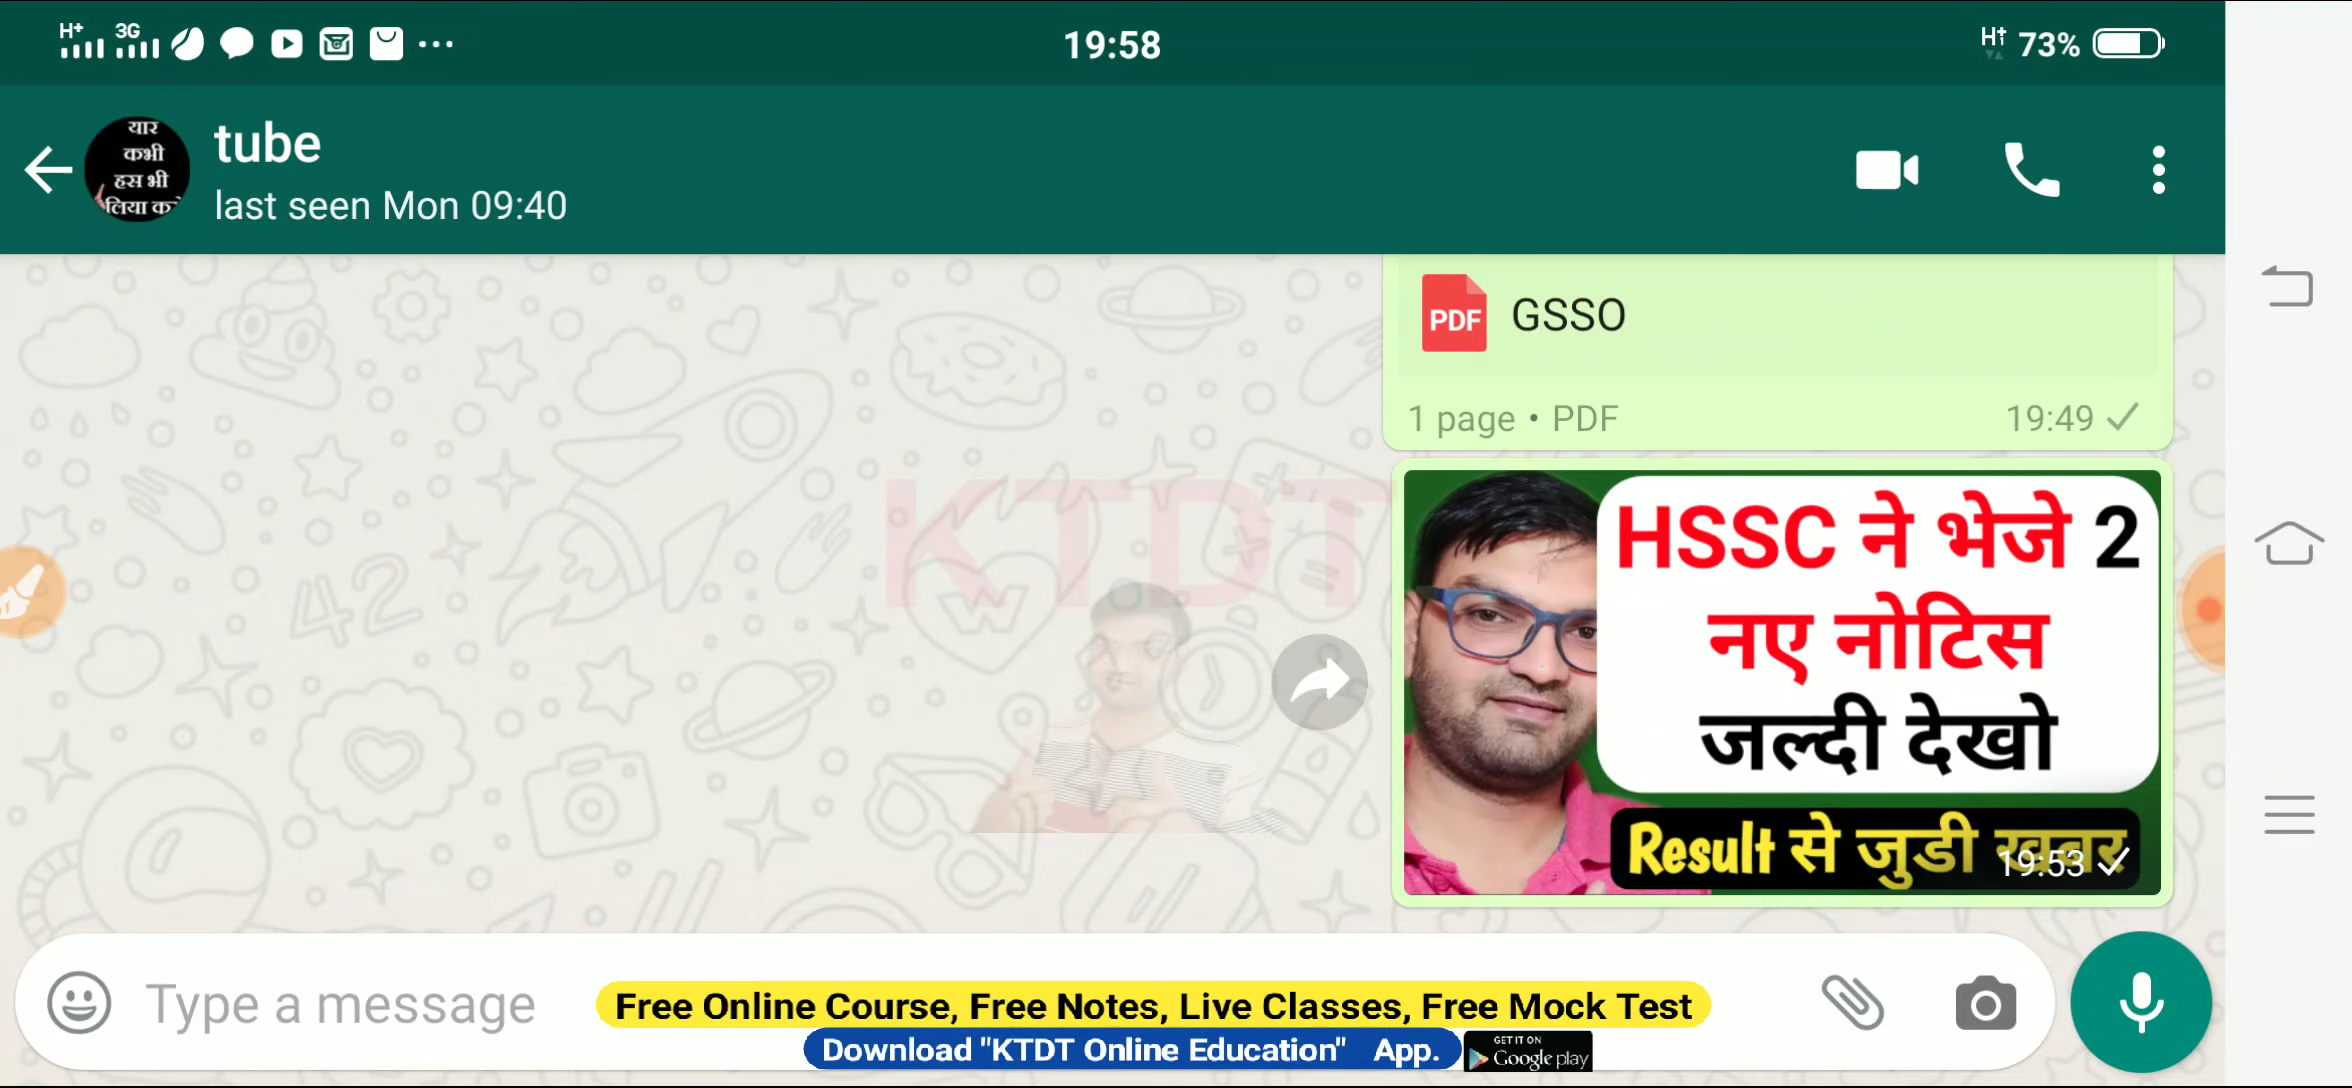 H+ 3G
19:58
H† 73%
यार
कभी
हस भी
लिया क
tube
last seen Mon 09:40
PDF GSSO
1 page • PDF 19:49
KTDT
HSSC ने भेजे 2
नए नोटिस
जल्दी देखो
Result से जुडी खबर
19:53
Type a message
Free Online Course, Free Notes, Live Classes, Free Mock Test
Download "KTDT Online Education" App.
GET IT ON
Google play